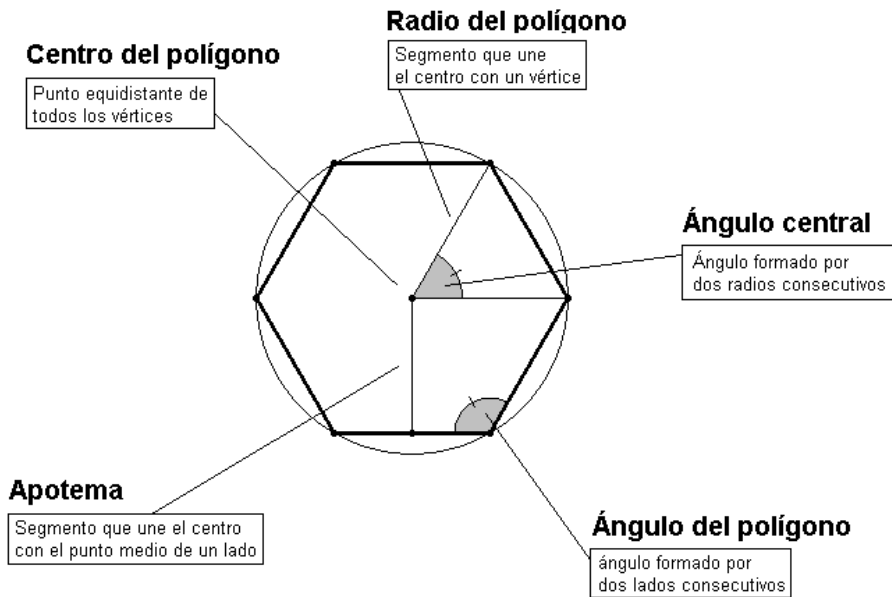 Radio del polígono
Segmento que une
el centro con un vértice
Centro del polígono
Punto equidistante de
todos los vértices
Ángulo central
Ángulo formado por
dos radios consecutivos
Apotema
Segmento que une el centro
con el punto medio de un lado
Ángulo del polígono
ángulo formado por
dos lados consecutivos